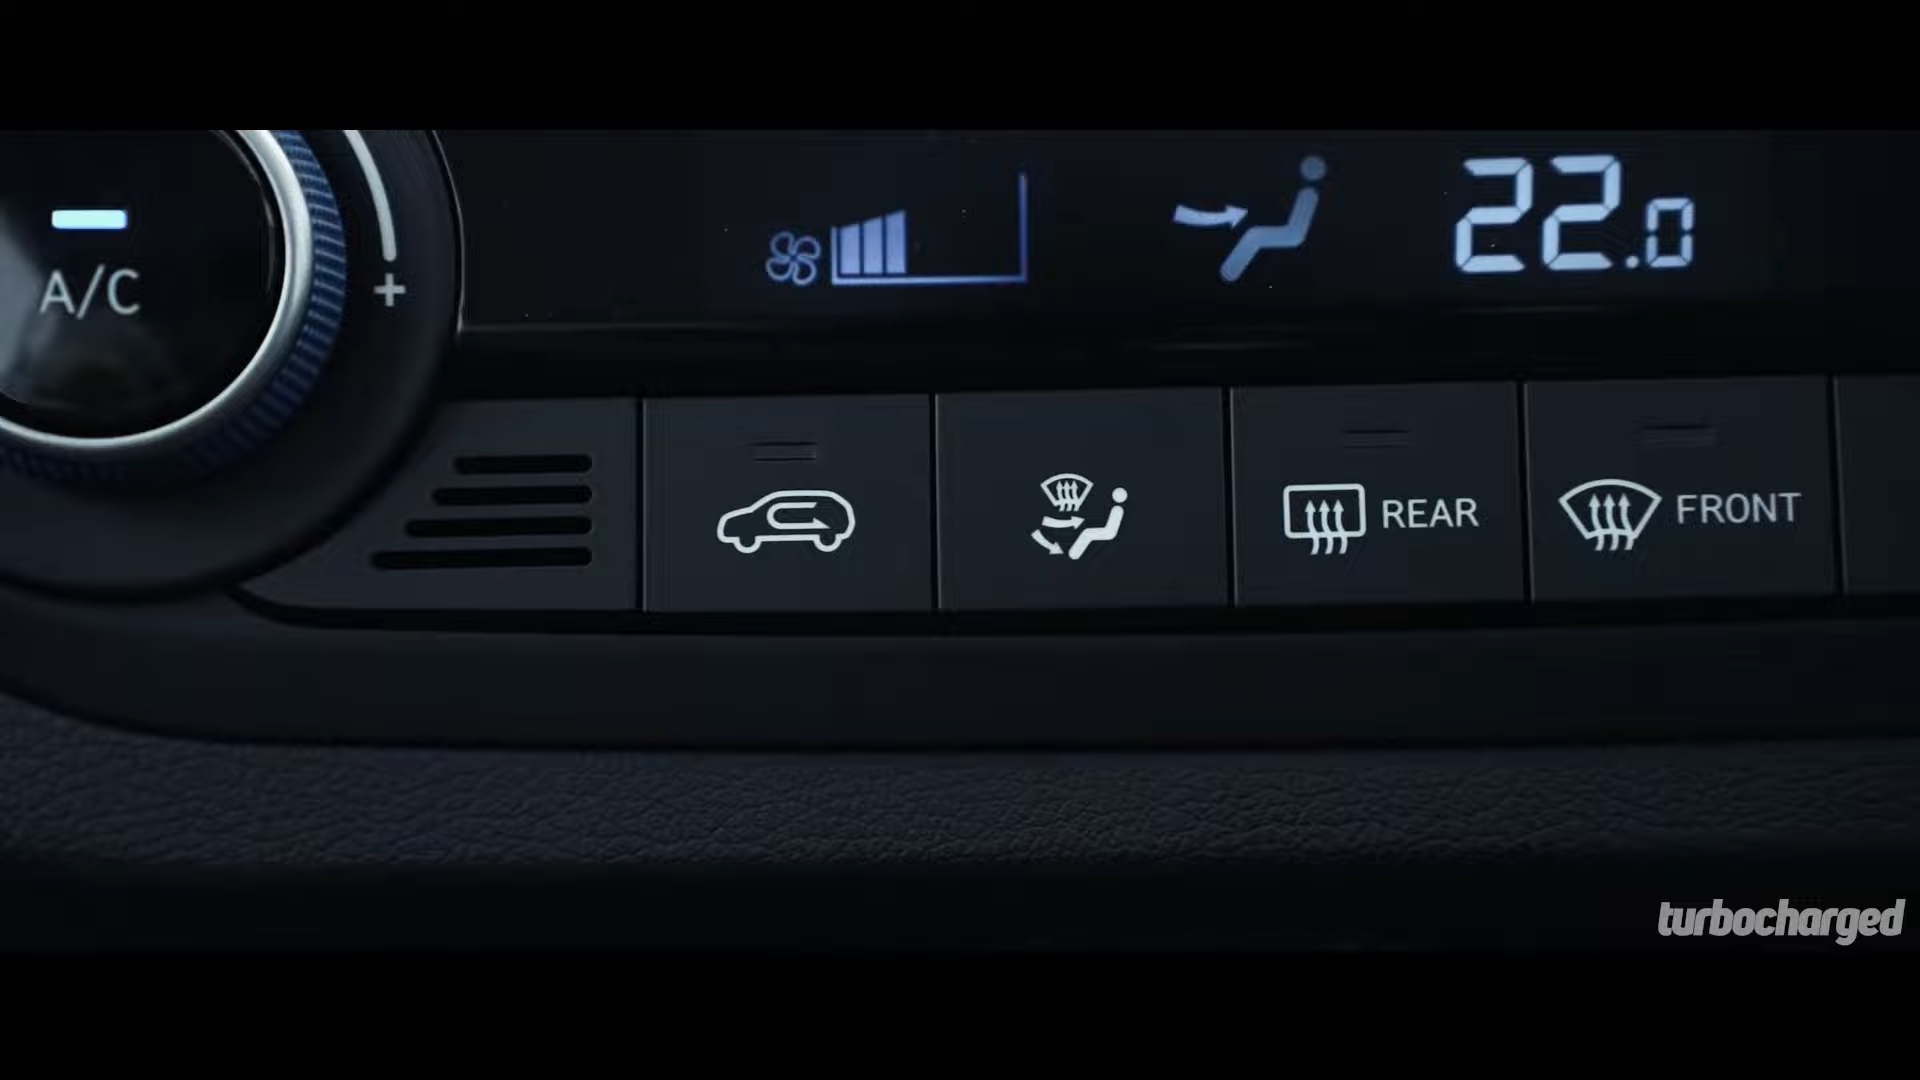 22.0
A/C
+
REAR
FRONT
turbocharged